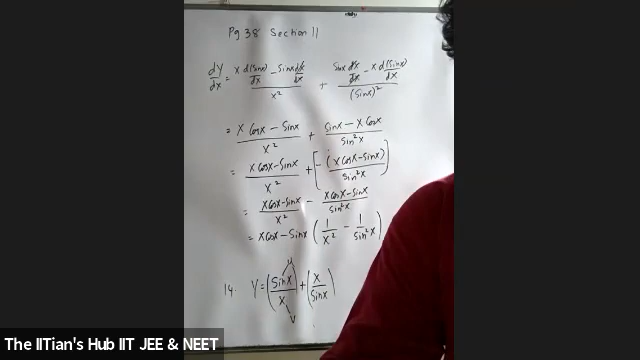 Pg 38 Section 11
dy/dx = (x d(sinx)/dx - sinx dx/dx)/x² + (sinx dx/dx - x d(sinx)/dx)/(sinx)²
= (x cosx - sinx)/x² + (sinx - x cosx)/sin²x
= (x cosx - sinx)/x² + [-(x cosx - sinx)/sin²x]
= (x cosx - sinx)/x² - (x cosx - sinx)/sin²x
= x cosx - sinx (1/x² - 1/sin²x)
14. y = (sinx/x) + (x/sinx)
u
v
The IITian's Hub IIT JEE & NEET